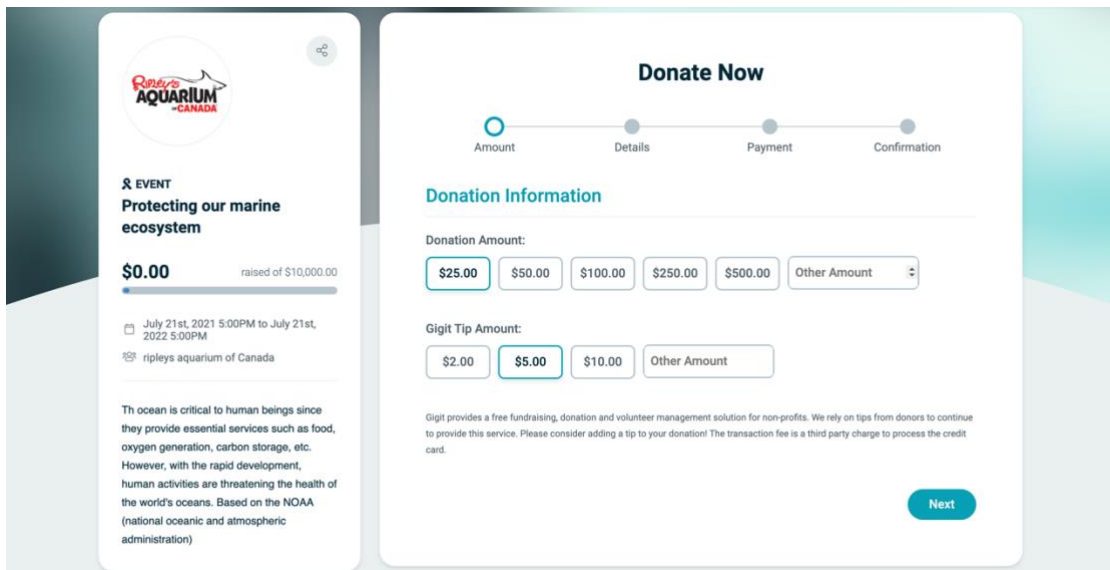 Ripley's
AQUARIUM
OF CANADA
EVENT
Protecting our marine
ecosystem
$0.00 raised of $10,000.00
July 21st, 2021 5:00PM to July 21st,
2022 5:00PM
ripleys aquarium of Canada
Th ocean is critical to human beings since
they provide essential services such as food,
oxygen generation, carbon storage, etc.
However, with the rapid development,
human activities are threatening the health of
the world's oceans. Based on the NOAA
(national oceanic and atmospheric
administration)
Donate Now
Amount Details Payment Confirmation
Donation Information
Donation Amount:
$25.00 $50.00 $100.00 $250.00 $500.00 Other Amount
Gigit Tip Amount:
$2.00 $5.00 $10.00 Other Amount
Gigit provides a free fundraising, donation and volunteer management solution for non-profits. We rely on tips from donors to continue
to provide this service. Please consider adding a tip to your donation! The transaction fee is a third party charge to process the credit
card.
Next